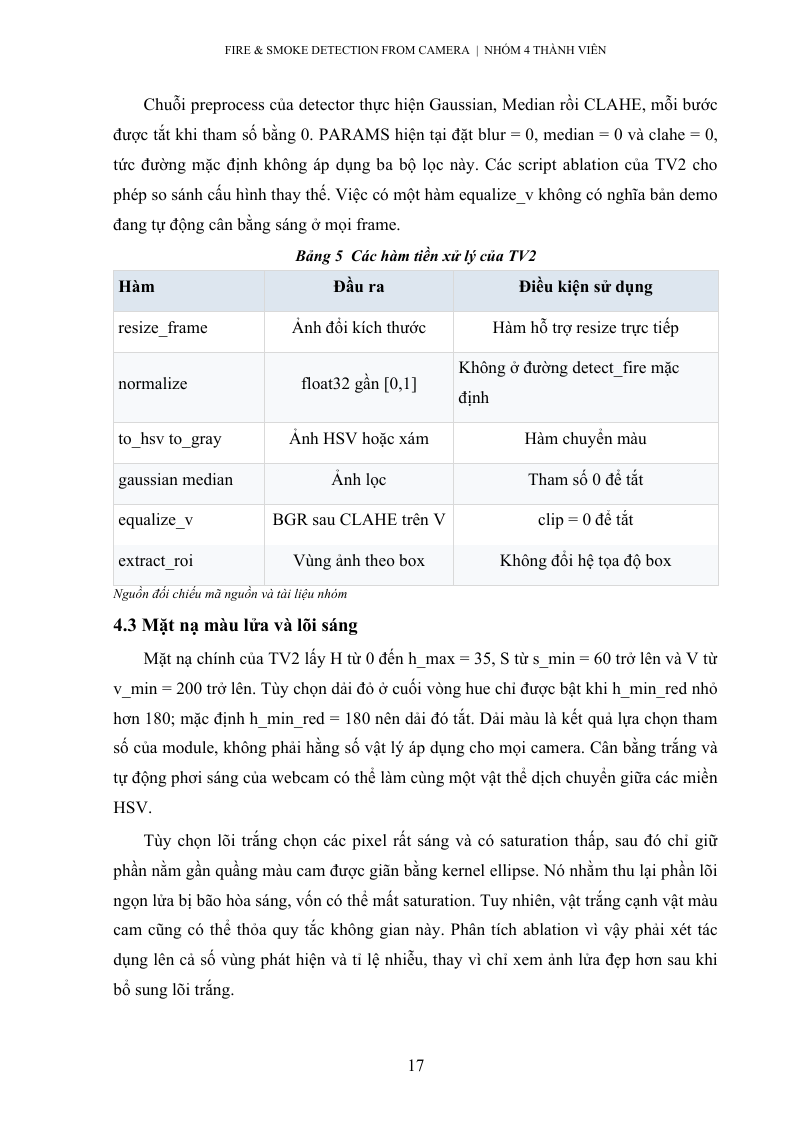 FIRE & SMOKE DETECTION FROM CAMERA | NHÓM 4 THÀNH VIÊN
Chuỗi preprocess của detector thực hiện Gaussian, Median rồi CLAHE, mỗi bước
được tắt khi tham số bằng 0. PARAMS hiện tại đặt blur = 0, median = 0 và clahe = 0,
tức đường mặc định không áp dụng ba bộ lọc này. Các script ablation của TV2 cho
phép so sánh cấu hình thay thế. Việc có một hàm equalize_v không có nghĩa bản demo
đang tự động cân bằng sáng ở mọi frame.
Bảng 5 Các hàm tiền xử lý của TV2
Hàm Đầu ra Điều kiện sử dụng
resize_frame Ảnh đổi kích thước Hàm hỗ trợ resize trực tiếp
normalize float32 gần [0,1] Không ở đường detect_fire mặc
định
to_hsv to_gray Ảnh HSV hoặc xám Hàm chuyển màu
gaussian median Ảnh lọc Tham số 0 để tắt
equalize_v BGR sau CLAHE trên V clip = 0 để tắt
extract_roi Vùng ảnh theo box Không đổi hệ tọa độ box
Nguồn đối chiếu mã nguồn và tài liệu nhóm
4.3 Mặt nạ màu lửa và lõi sáng
Mặt nạ chính của TV2 lấy H từ 0 đến h_max = 35, S từ s_min = 60 trở lên và V từ
v_min = 200 trở lên. Tùy chọn dải đỏ ở cuối vòng hue chỉ được bật khi h_min_red nhỏ
hơn 180; mặc định h_min_red = 180 nên dải đó tắt. Dải màu là kết quả lựa chọn tham
số của module, không phải hằng số vật lý áp dụng cho mọi camera. Cân bằng trắng và
tự động phơi sáng của webcam có thể làm cùng một vật thể dịch chuyển giữa các miền
HSV.
Tùy chọn lõi trắng chọn các pixel rất sáng và có saturation thấp, sau đó chỉ giữ
phần nằm gần quầng màu cam được giãn bằng kernel ellipse. Nó nhằm thu lại phần lõi
ngọn lửa bị bão hòa sáng, vốn có thể mất saturation. Tuy nhiên, vật trắng cạnh vật màu
cam cũng có thể thỏa quy tắc không gian này. Phân tích ablation vì vậy phải xét tác
dụng lên cả số vùng phát hiện và tỉ lệ nhiễu, thay vì chỉ xem ảnh lửa đẹp hơn sau khi
bổ sung lõi trắng.
17